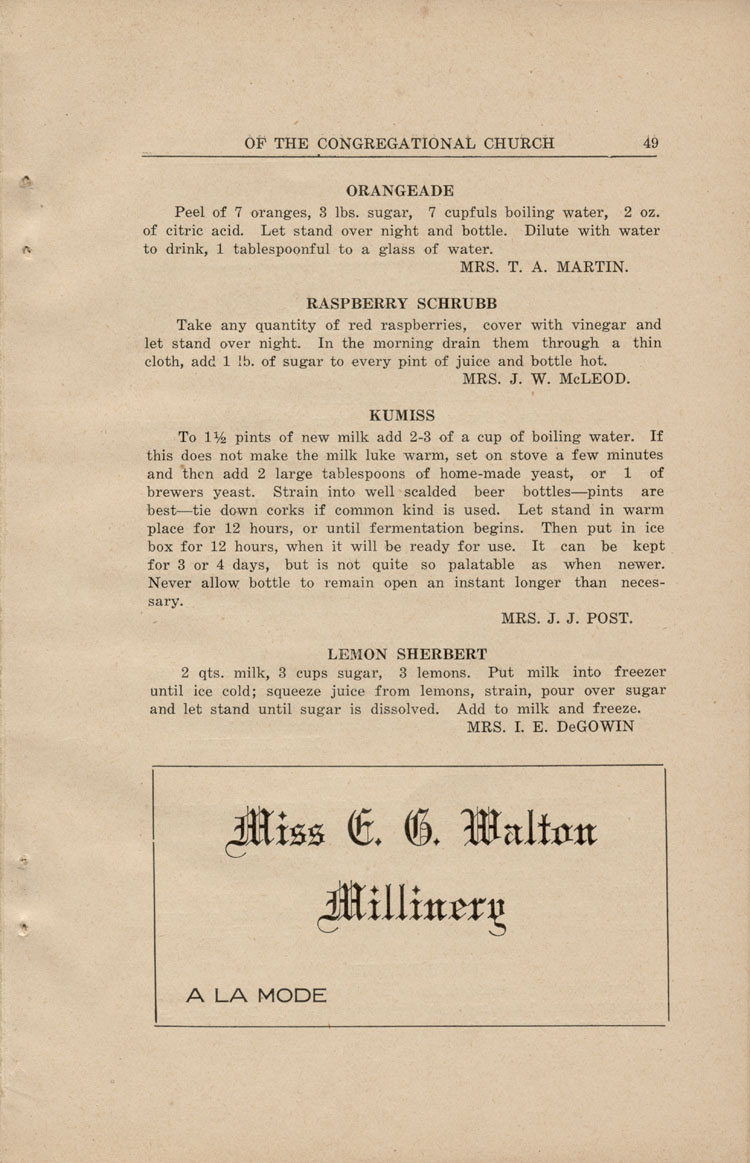 OF THE CONGREGATIONAL CHURCH 49
ORANGEADE
Peel of 7 oranges, 3 lbs. sugar, 7 cupfuls boiling water, 2 oz.
of citric acid. Let stand over night and bottle. Dilute with water
to drink, 1 tablespoonful to a glass of water.
MRS. T. A. MARTIN.
RASPBERRY SCHRUBB
Take any quantity of red raspberries, cover with vinegar and
let stand over night. In the morning drain them through a thin
cloth, add 1 lb. of sugar to every pint of juice and bottle hot.
MRS. J. W. McLEOD.
KUMISS
To 1½ pints of new milk add 2-3 of a cup of boiling water. If
this does not make the milk luke warm, set on stove a few minutes
and then add 2 large tablespoons of home-made yeast, or 1 of
brewers yeast. Strain into well scalded beer bottles—pints are
best—tie down corks if common kind is used. Let stand in warm
place for 12 hours, or until fermentation begins. Then put in ice
box for 12 hours, when it will be ready for use. It can be kept
for 3 or 4 days, but is not quite so palatable as when newer.
Never allow bottle to remain open an instant longer than neces-
sary.
MRS. J. J. POST.
LEMON SHERBERT
2 qts. milk, 3 cups sugar, 3 lemons. Put milk into freezer
until ice cold; squeeze juice from lemons, strain, pour over sugar
and let stand until sugar is dissolved. Add to milk and freeze.
MRS. I. E. DeGOWIN
Miss E. G. Walton
Millinery
A LA MODE